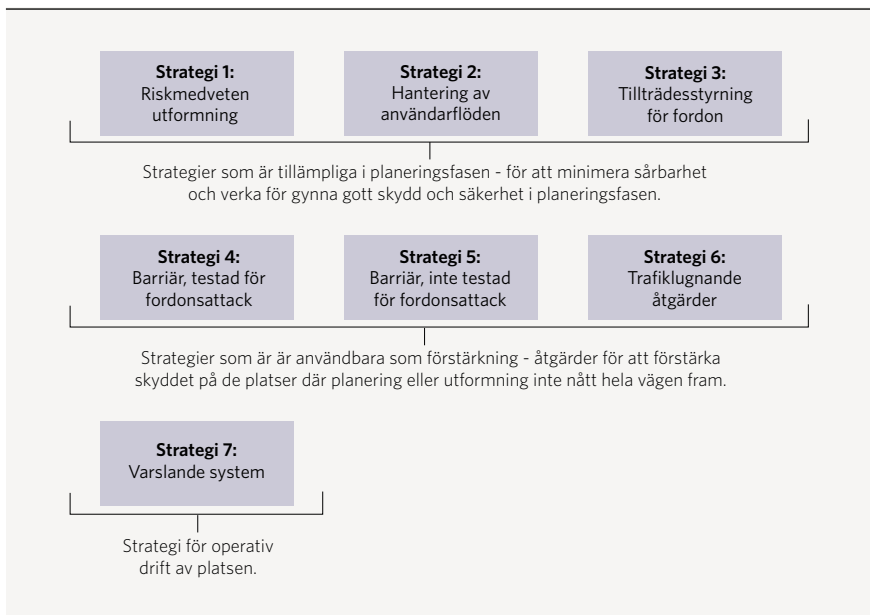 Strategi 1:
Riskmedveten
utformning
Strategi 2:
Hantering av
användarflöden
Strategi 3:
Tillträdesstyrning
för fordon
Strategier som är tillämpliga i planeringsfasen - för att minimera sårbarhet
och verka för gynna gott skydd och säkerhet i planeringsfasen.
Strategi 4:
Barriär, testad för
fordonsattack
Strategi 5:
Barriär, inte testad
för fordonsattack
Strategi 6:
Trafiklugnande
åtgärder
Strategier som är är användbara som förstärkning - åtgärder för att förstärka
skyddet på de platser där planering eller utformning inte nått hela vägen fram.
Strategi 7:
Varslande system
Strategi för operativ
drift av platsen.